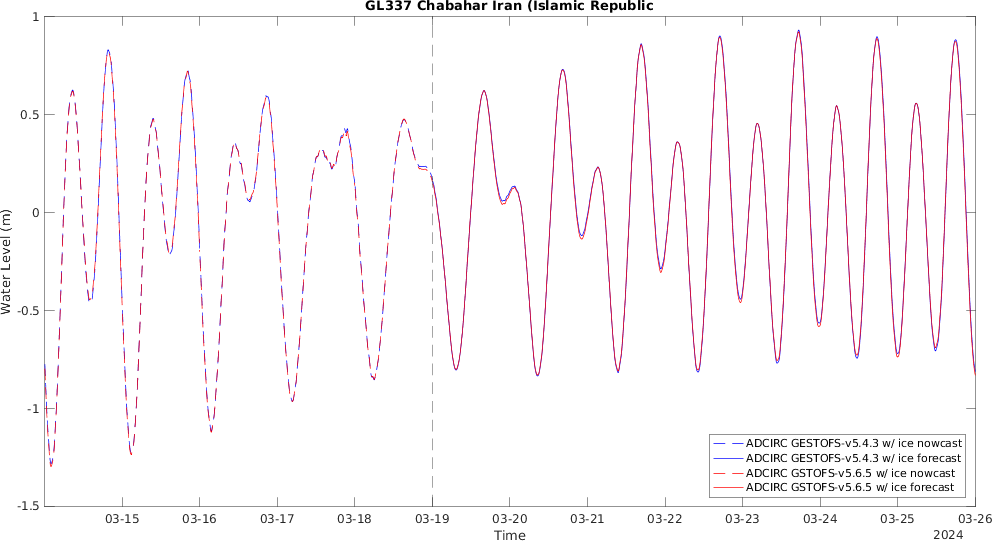 GL337 Chabahar Iran (Islamic Republic
Water Level (m)
1
0.5
0
-0.5
-1
-1.5
03-15 03-16 03-17 03-18 03-19 03-20 03-21 03-22 03-23 03-24 03-25 03-26
Time
2024
ADCIRC GESTOFS-v5.4.3 w/ ice nowcast
ADCIRC GESTOFS-v5.4.3 w/ ice forecast
ADCIRC GSTOFS-v5.6.5 w/ ice nowcast
ADCIRC GSTOFS-v5.6.5 w/ ice forecast